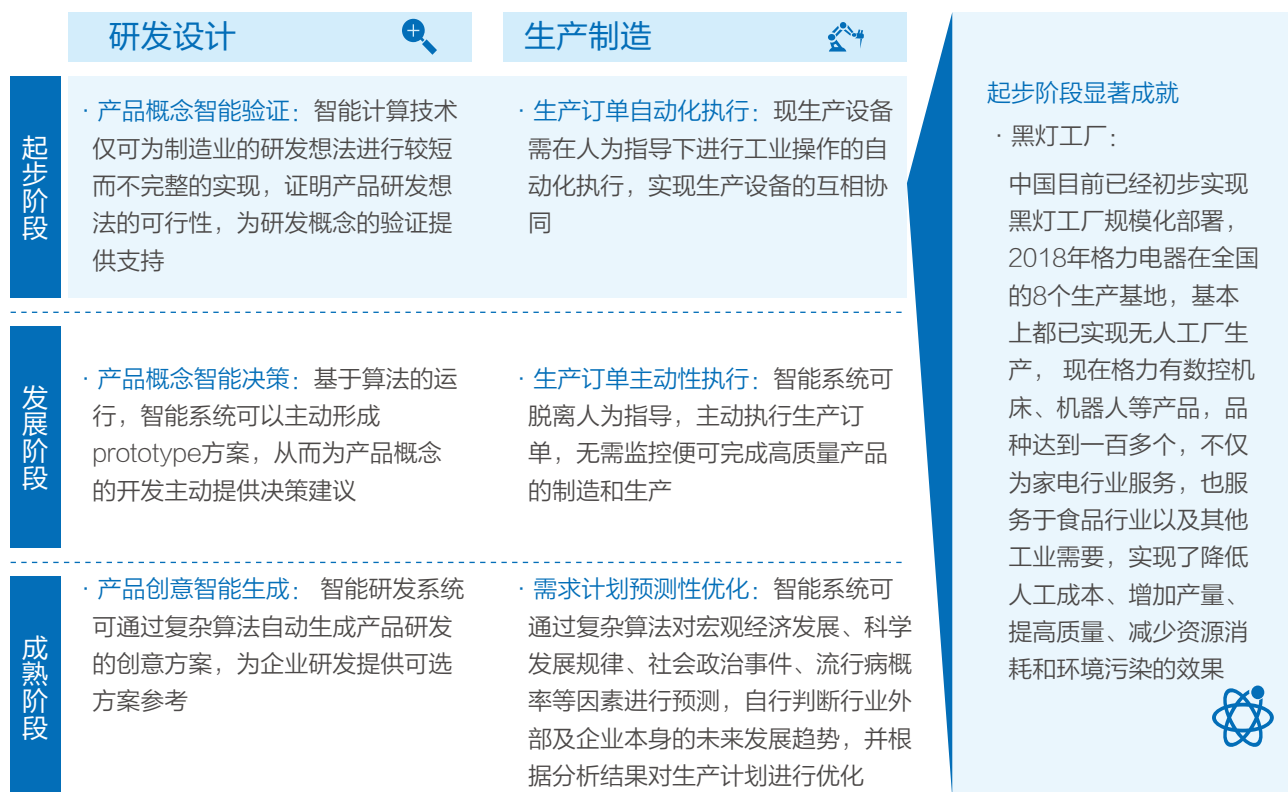 研发设计
生产制造
起步阶段
· 产品概念智能验证：智能计算技术
仅可为制造业的研发想法进行较短
而不完整的实现，证明产品研发想
法的可行性，为研发概念的验证提
供支持
· 生产订单自动化执行：现生产设备
需在人为指导下进行工业操作的自
动化执行，实现生产设备的互相协
同
发展阶段
· 产品概念智能决策：基于算法的运
行，智能系统可以主动形成
prototype方案，从而为产品概念
的开发主动提供决策建议
· 生产订单主动性执行：智能系统可
脱离人为指导，主动执行生产订
单，无需监控便可完成高质量产品
的制造和生产
成熟阶段
· 产品创意智能生成： 智能研发系统
可通过复杂算法自动生成产品研发
的创意方案，为企业研发提供可选
方案参考
· 需求计划预测性优化：智能系统可
通过复杂算法对宏观经济发展、科学
发展规律、社会政治事件、流行病概
率等因素进行预测，自行判断行业外
部及企业本身的未来发展趋势，并根
据分析结果对生产计划进行优化
起步阶段显著成就
· 黑灯工厂：
中国目前已经初步实现
黑灯工厂规模化部署，
2018年格力电器在全国
的8个生产基地，基本
上都已实现无人工厂生
产， 现在格力有数控机
床、机器人等产品，品
种达到一百多个，不仅
为家电行业服务，也服
务于食品行业以及其他
工业需要，实现了降低
人工成本、增加产量、
提高质量、减少资源消
耗和环境污染的效果